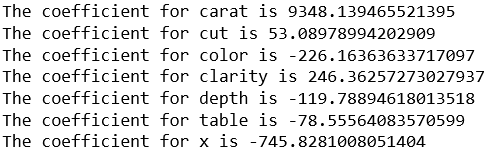 The coefficient for carat is 9348.139465521395
The coefficient for cut is 53.08978994202909
The coefficient for color is -226.16363633717097
The coefficient for clarity is 246.36257273027937
The coefficient for depth is -119.78894618013518
The coefficient for table is -78.55564083570599
The coefficient for x is -745.8281008051404